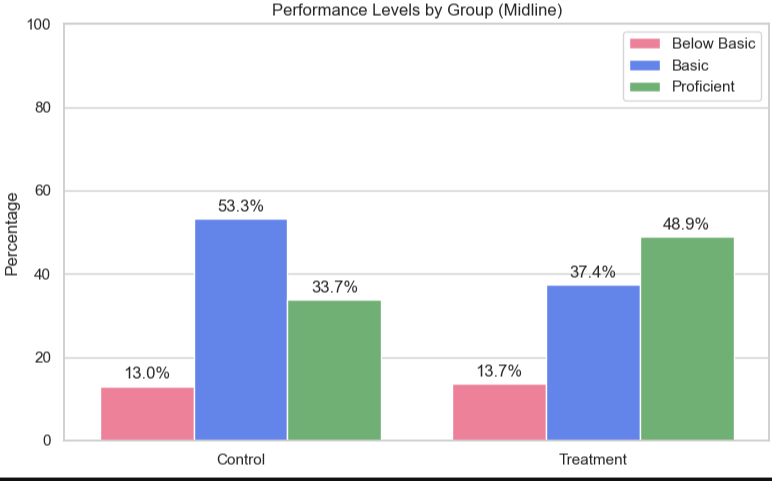 Performance Levels by Group (Midline)
100
80
60
40
20
0
Percentage
Below Basic
Basic
Proficient
13.0%
53.3%
33.7%
13.7%
37.4%
48.9%
Control
Treatment